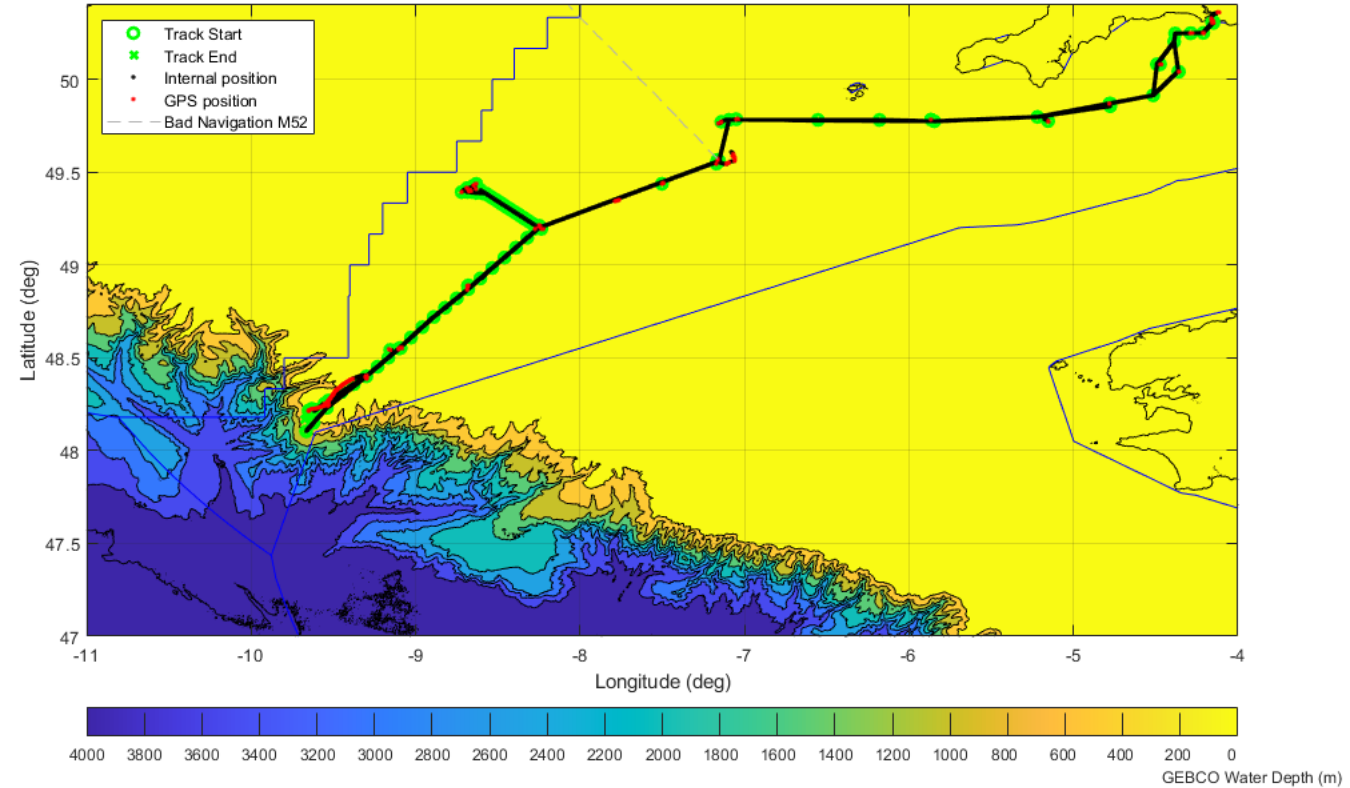 Track Start
Track End
Internal position
GPS position
Bad Navigation M52
50
49.5
49
48.5
48
47.5
47
Latitude (deg)
-11 -10 -9 -8 -7 -6 -5 -4
Longitude (deg)
4000 3800 3600 3400 3200 3000 2800 2600 2400 2200 2000 1800 1600 1400 1200 1000 800 600 400 200 0
GEBCO Water Depth (m)